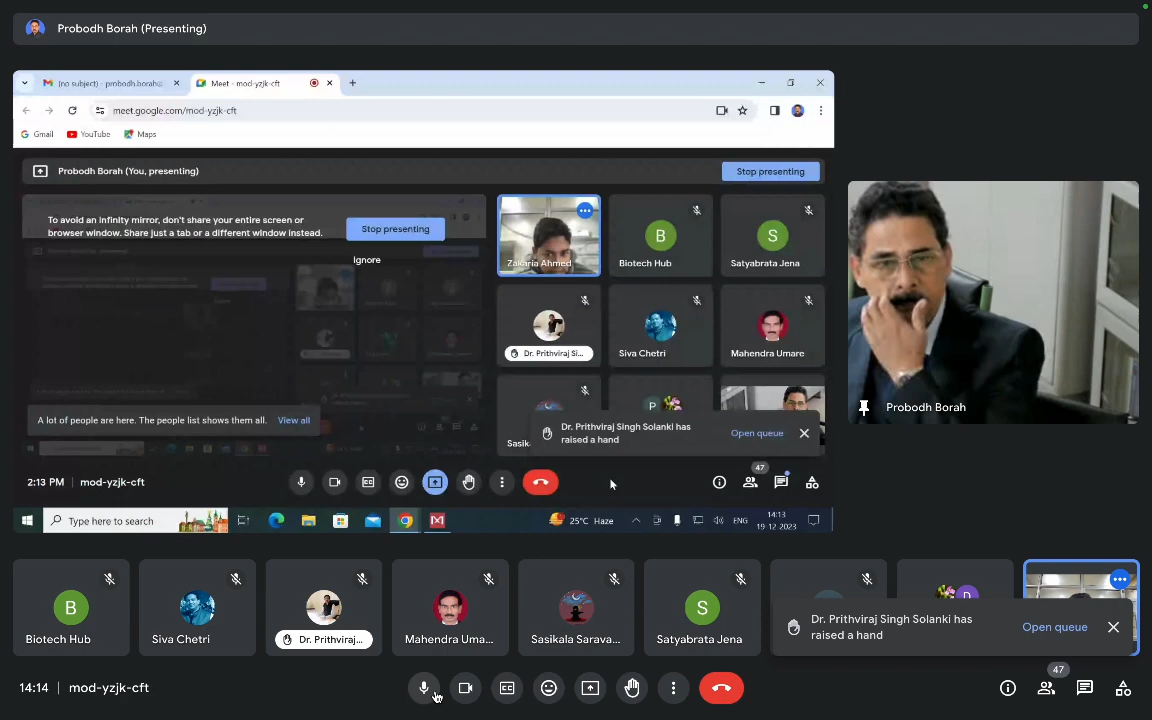 Probodh Borah (Presenting)
(no subject) - probodh.borah@
Meet - mod-yzjk-cft
meet.google.com/mod-yzjk-cft
Gmail
YouTube
Maps
Probodh Borah (You, presenting)
Stop presenting
To avoid an infinity mirror, don't share your entire screen or
browser window. Share just a tab or a different window instead.
Stop presenting
Ignore
Zakaria Ahmed
B
Biotech Hub
S
Satyabrata Jena
Dr. Prithviraj Si...
Siva Chetri
Mahendra Umare
P
Sasik
A lot of people are here. The people list shows them all. View all
Dr. Prithviraj Singh Solanki has
raised a hand
Open queue
2:13 PM | mod-yzjk-cft
47
Type here to search
25°C Haze
ENG
14:13
19-12-2023
Probodh Borah
B
Biotech Hub
Siva Chetri
Dr. Prithviraj...
Mahendra Uma...
Sasikala Sarava...
S
Satyabrata Jena
D
Dr. Prithviraj Singh Solanki has
raised a hand
Open queue
14:14 | mod-yzjk-cft
47